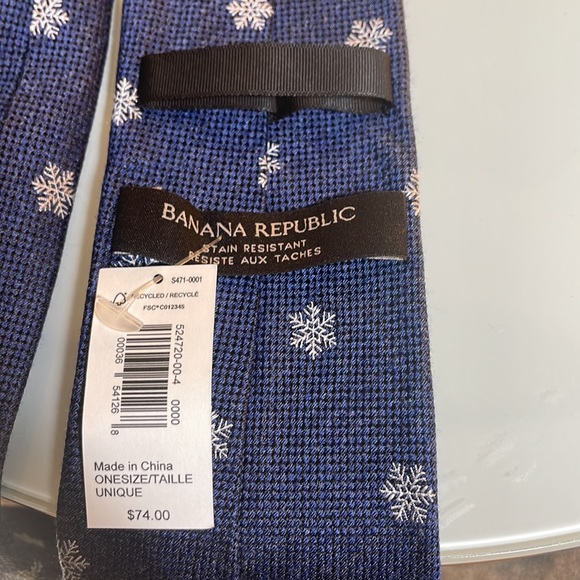 BANANA REPUBLIC
STAIN RESISTANT
RESISTE AUX TACHES
S471-0001
RECYCLED / RECYCLÉ
FSC® C012345
524720-00-4 0000
00036 54126 8
Made in China
ONESIZE/TAILLE
UNIQUE
$74.00